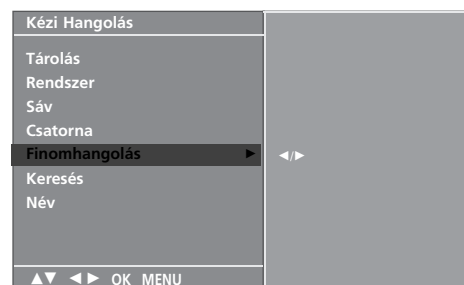 Kézi Hangolás
Tárolás
Rendszer
Sáv
Csatorna
Finomhangolás ► ◄/►
Keresés
Név
▲▼ ◄► OK MENU